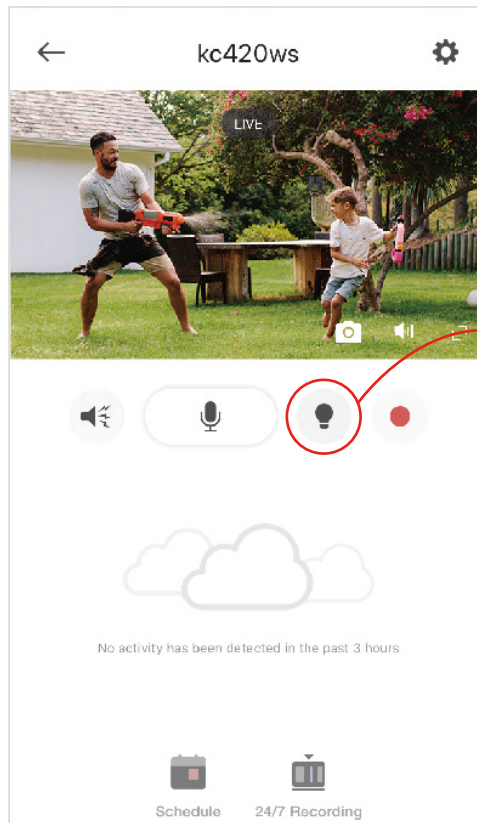 kc420ws
LIVE
No activity has been detected in the past 3 hours
Schedule
24/7 Recording